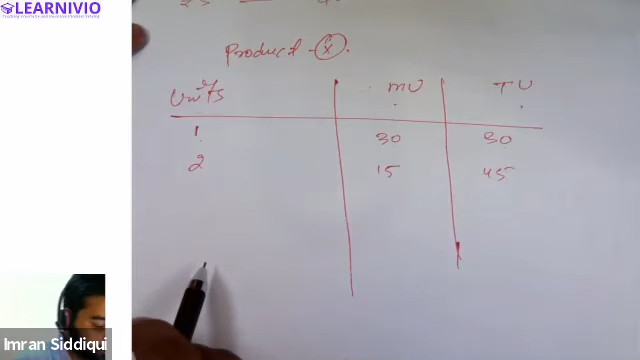 LEARNIVIO
Product - X
Units MU TU
1 30 30
2 15 45
Imran Siddiqui